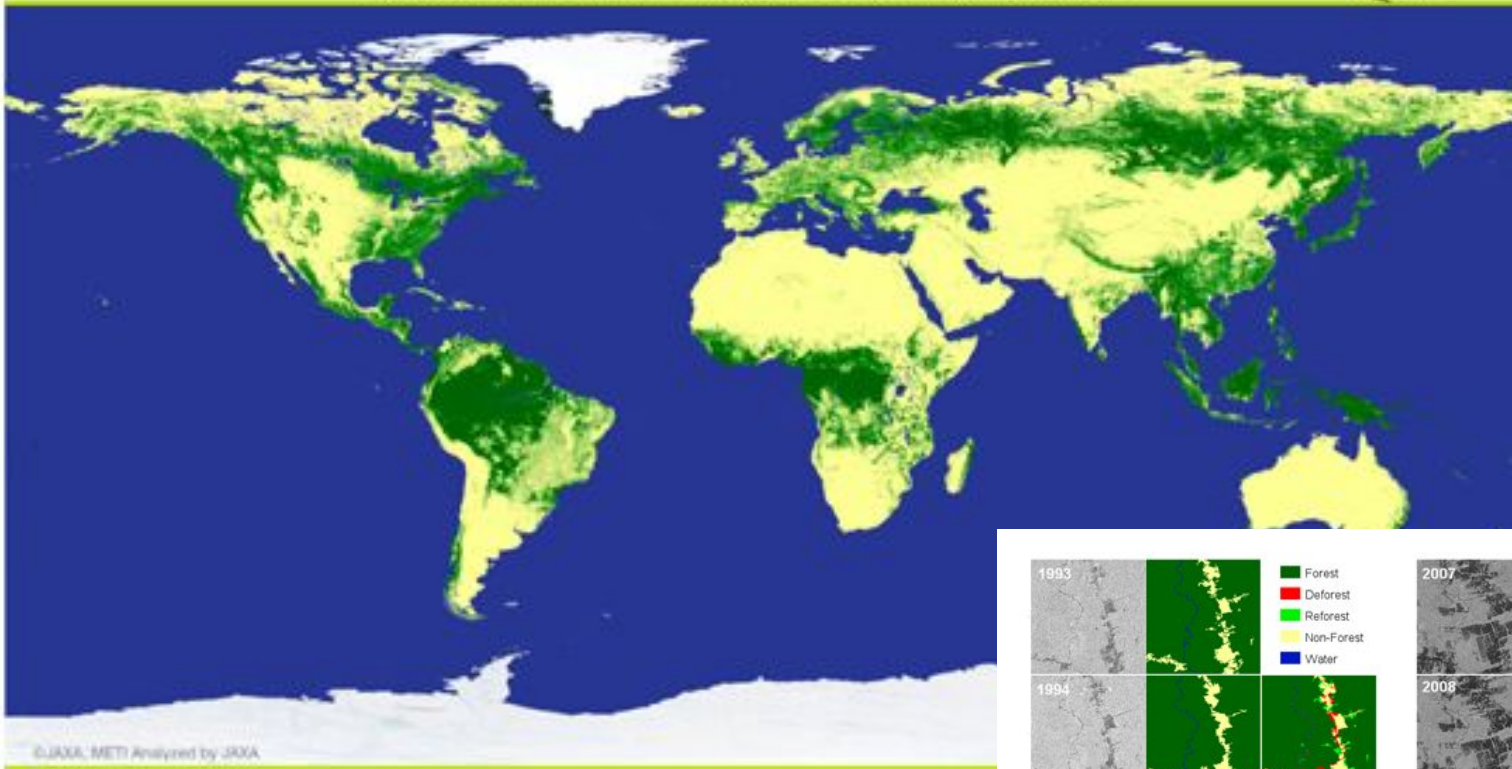 ©JAXA, METI Analyzed by JAXA
1993
Forest
Deforest
Reforest
Non-Forest
Water
2007
1994
2008